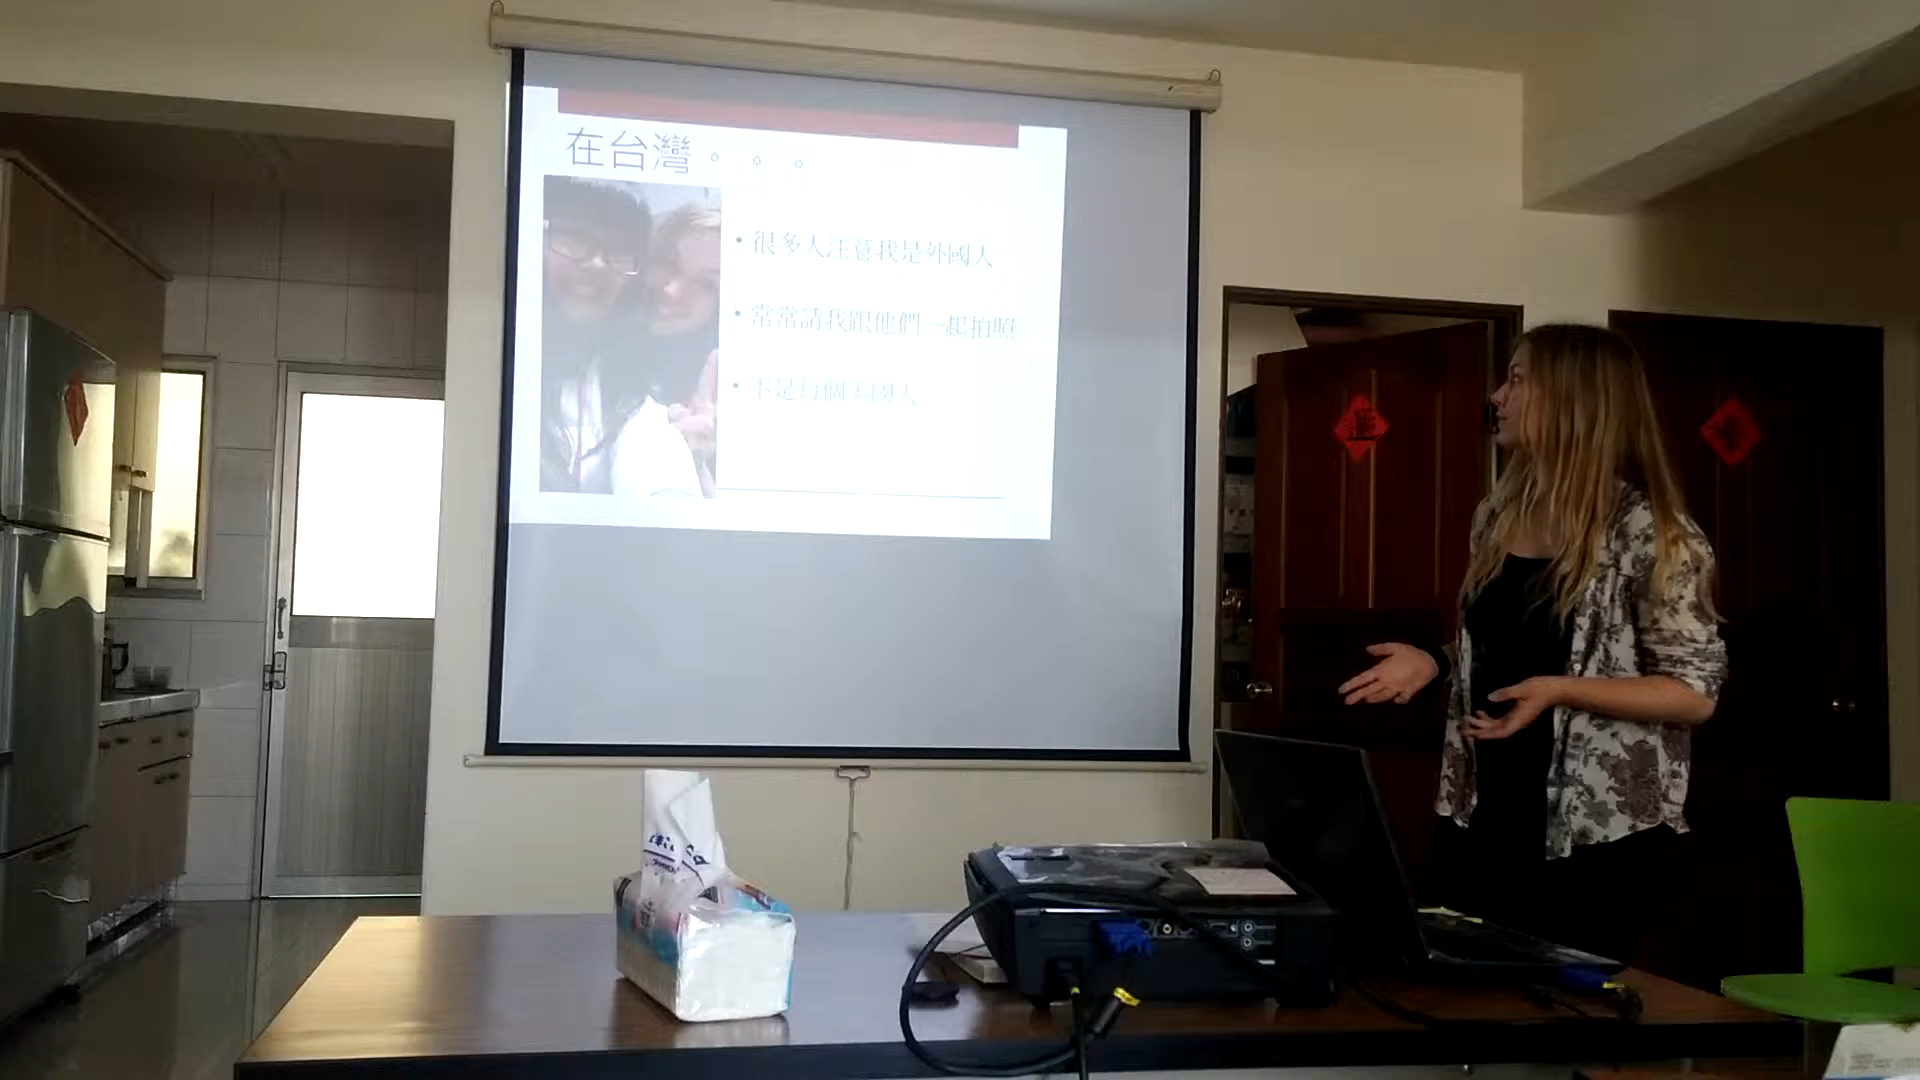 在台灣。。。
• 很多人注意我是外國人
• 常常請我跟他們一起拍照
• 不是每個美國人